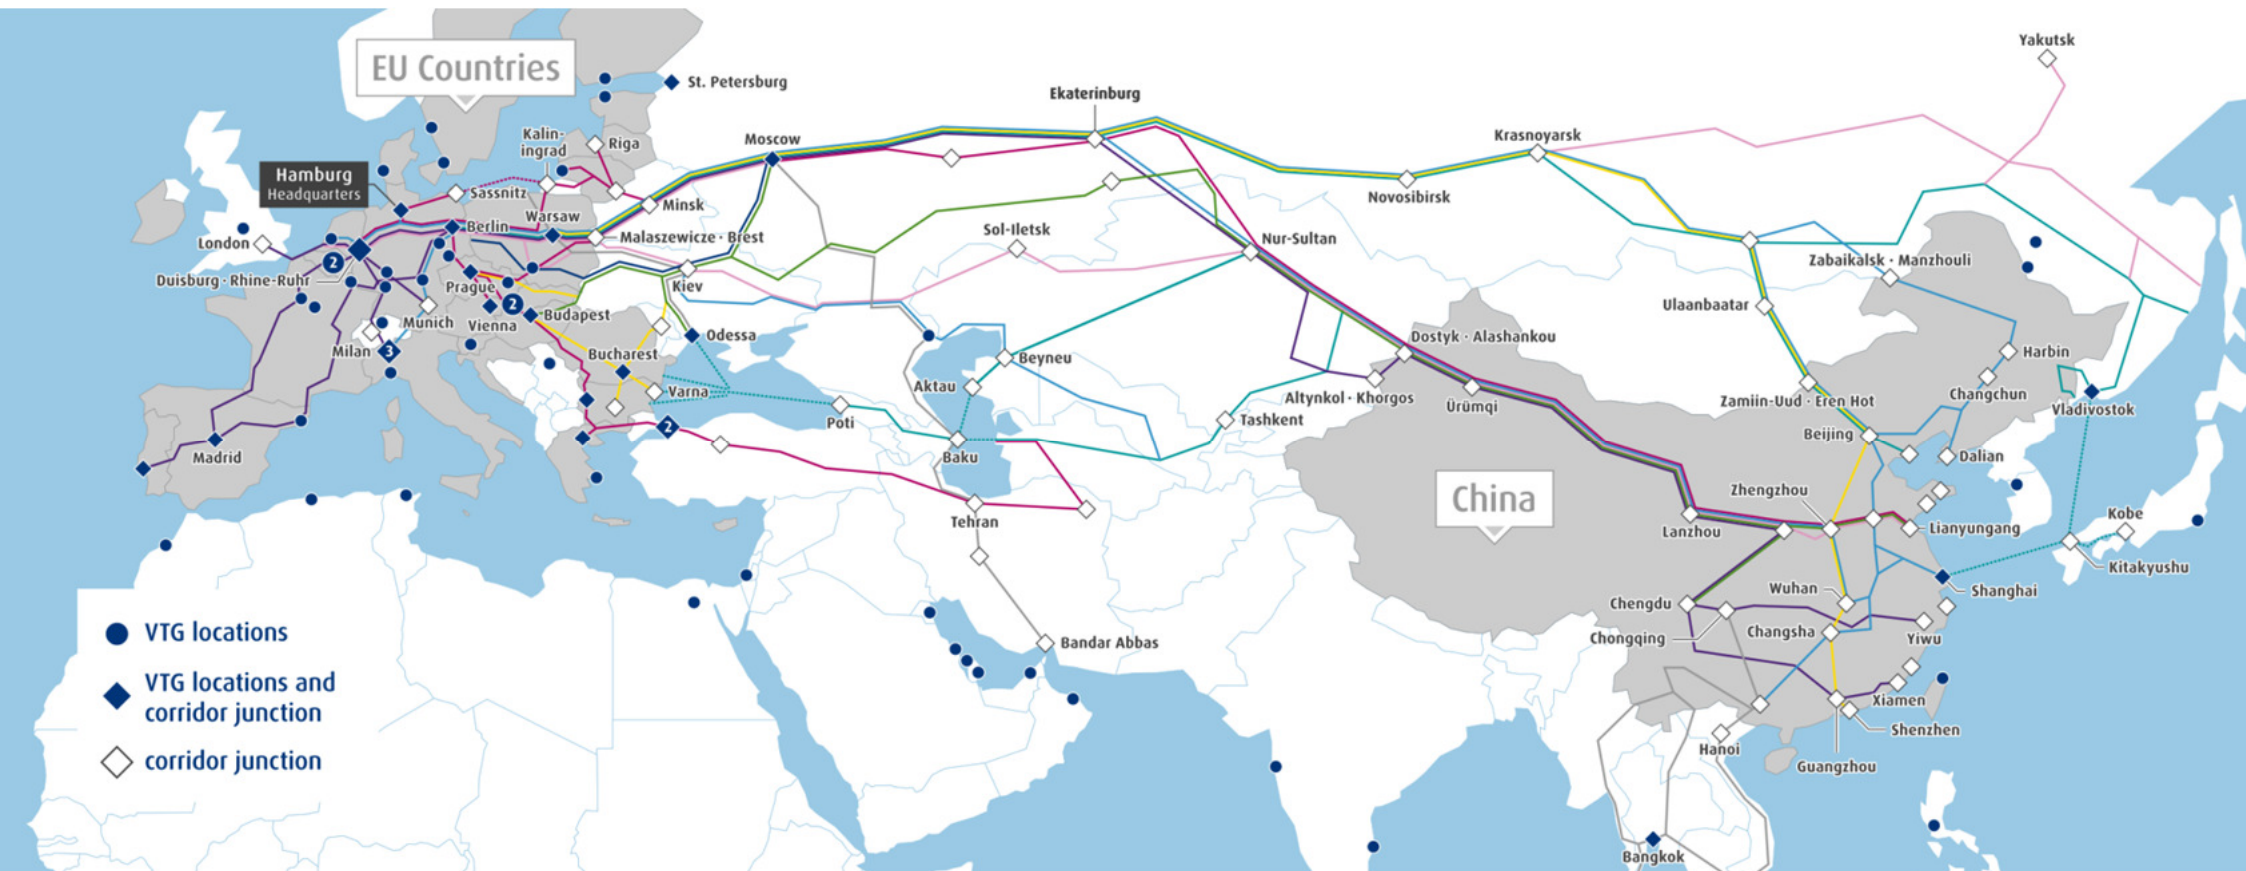 EU Countries
Yakutsk
St. Petersburg
Ekaterinburg
Kalin-
ingrad
Riga
Moscow
Krasnoyarsk
Hamburg
Headquarters
Sassnitz
Minsk
Novosibirsk
Warsaw
Berlin
Malaszewicze · Brest
Sol-Iletsk
Nur-Sultan
London
2
Duisburg · Rhine-Ruhr
Zabaikalsk · Manzhouli
Prague
Kiev
2
Ulaanbaatar
Munich
Vienna
Budapest
Odessa
Dostyk · Alashankou
Milan
3
Bucharest
Beyneu
Harbin
Aktau
Varna
Altynkol · Khorgos
Ürümqi
Zamiin-Uud · Eren Hot
Changchun
Vladivostok
Poti
Tashkent
2
Beijing
Madrid
Baku
Dalian
China
Zhengzhou
Tehran
Lanzhou
Lianyungang
Kobe
Kitakyushu
Wuhan
Shanghai
Chengdu
VTG locations
Chongqing
Changsha
Yiwu
Bandar Abbas
VTG locations and
corridor junction
Xiamen
Shenzhen
Hanoi
corridor junction
Guangzhou
Bangkok